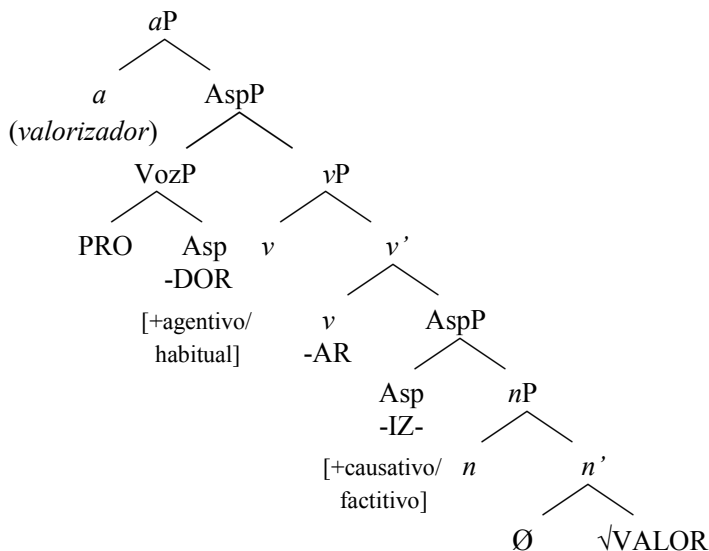 aP
a AspP
(valorizador)
VozP vP
PRO Asp v v’
-DOR
[+agentivo/ v AspP
habitual] -AR
Asp nP
-IZ-
[+causativo/ n n’
factitivo]
Ø √VALOR